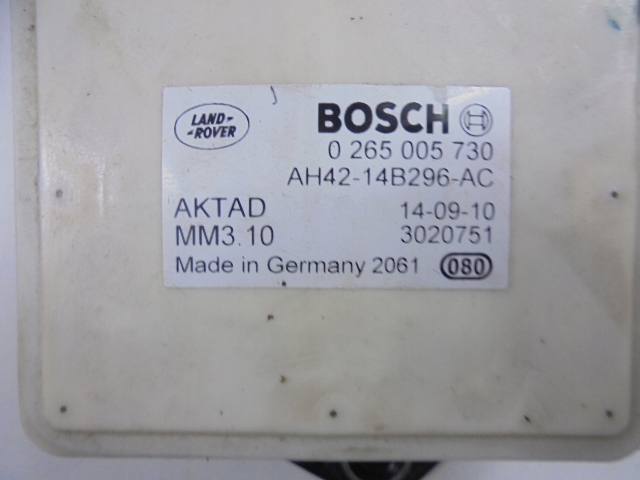 LAND-
ROVER
BOSCH
0 265 005 730
AH42-14B296-AC
AKTAD 14-09-10
MM3.10 3020751
Made in Germany 2061 080